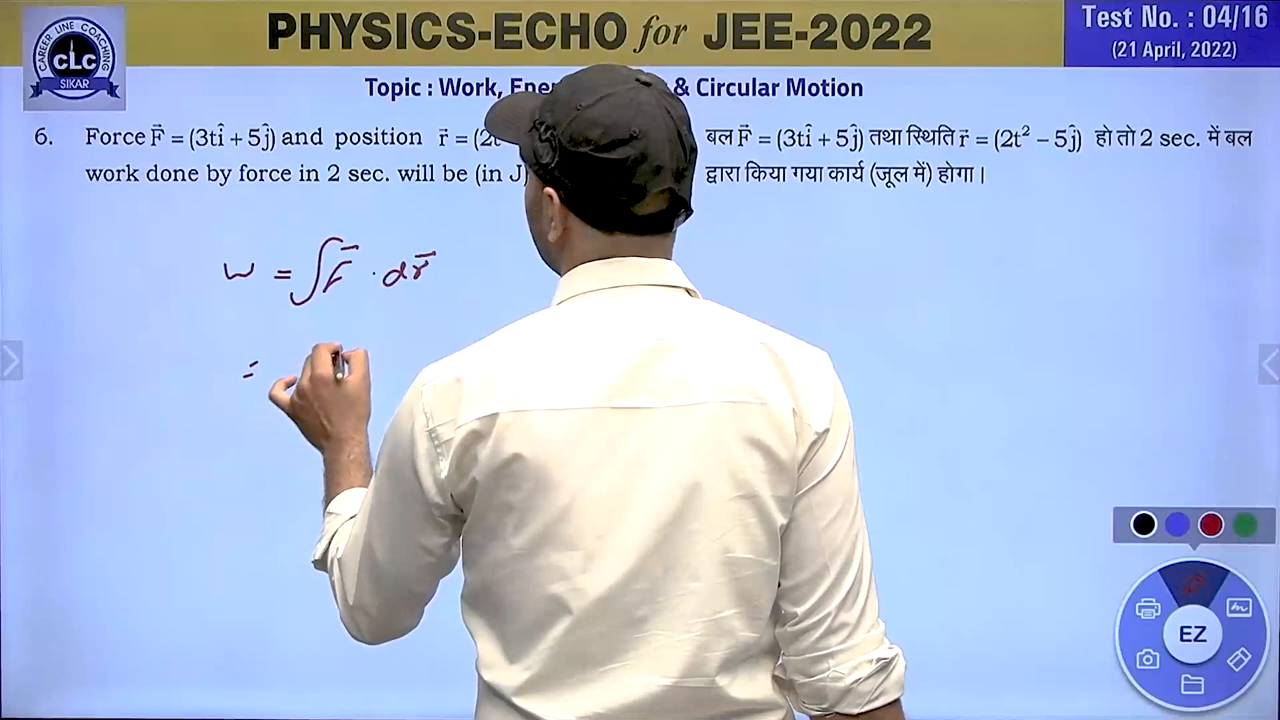 PHYSICS-ECHO for JEE-2022
Test No. : 04/16
(21 April, 2022)
CAREER LINE COACHING
CLC
SIKAR
Topic : Work, & Circular Motion
6. Force F⃗ = (3tî + 5ĵ) and position r⃗ = (2t
work done by force in 2 sec. will be (in J
बल F⃗ = (3tî + 5ĵ) तथा स्थिति r⃗ = (2t² − 5ĵ) हो तो 2 sec. में बल
द्वारा किया गया कार्य (जूल में) होगा।
W = ∫F⃗ · dr⃗
=
EZ